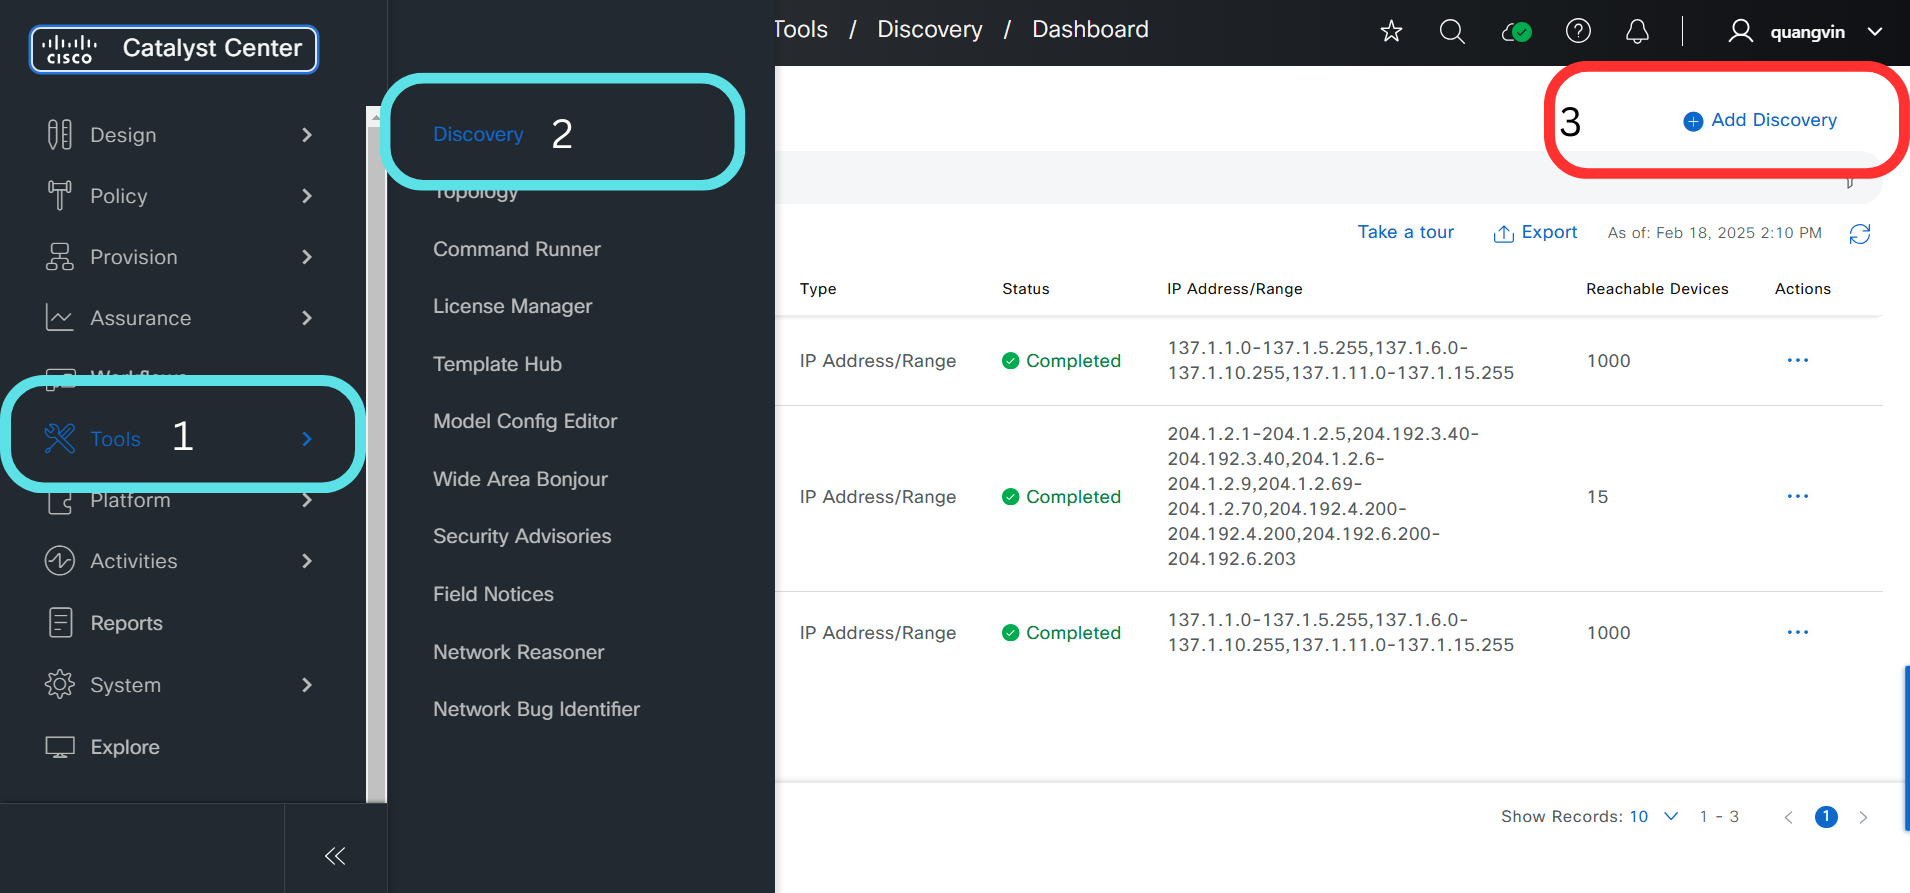 CISCO Catalyst Center
Tools / Discovery / Dashboard
quangvin
Design
Policy
Provision
Assurance
Workflows
Tools 1
Platform
Activities
Reports
System
Explore
Discovery 2
Topology
Command Runner
License Manager
Template Hub
Model Config Editor
Wide Area Bonjour
Security Advisories
Field Notices
Network Reasoner
Network Bug Identifier
3 Add Discovery
Take a tour Export As of: Feb 18, 2025 2:10 PM
Type Status IP Address/Range Reachable Devices Actions
IP Address/Range Completed 137.1.1.0-137.1.5.255,137.1.6.0- 1000
137.1.10.255,137.1.11.0-137.1.15.255
204.1.2.1-204.1.2.5,204.192.3.40-
204.192.3.40,204.1.2.6-
204.1.2.9,204.1.2.69-
IP Address/Range Completed 204.1.2.70,204.192.4.200- 15
204.192.4.200,204.192.6.200-
204.192.6.203
IP Address/Range Completed 137.1.1.0-137.1.5.255,137.1.6.0- 1000
137.1.10.255,137.1.11.0-137.1.15.255
Show Records: 10 1 - 3 1